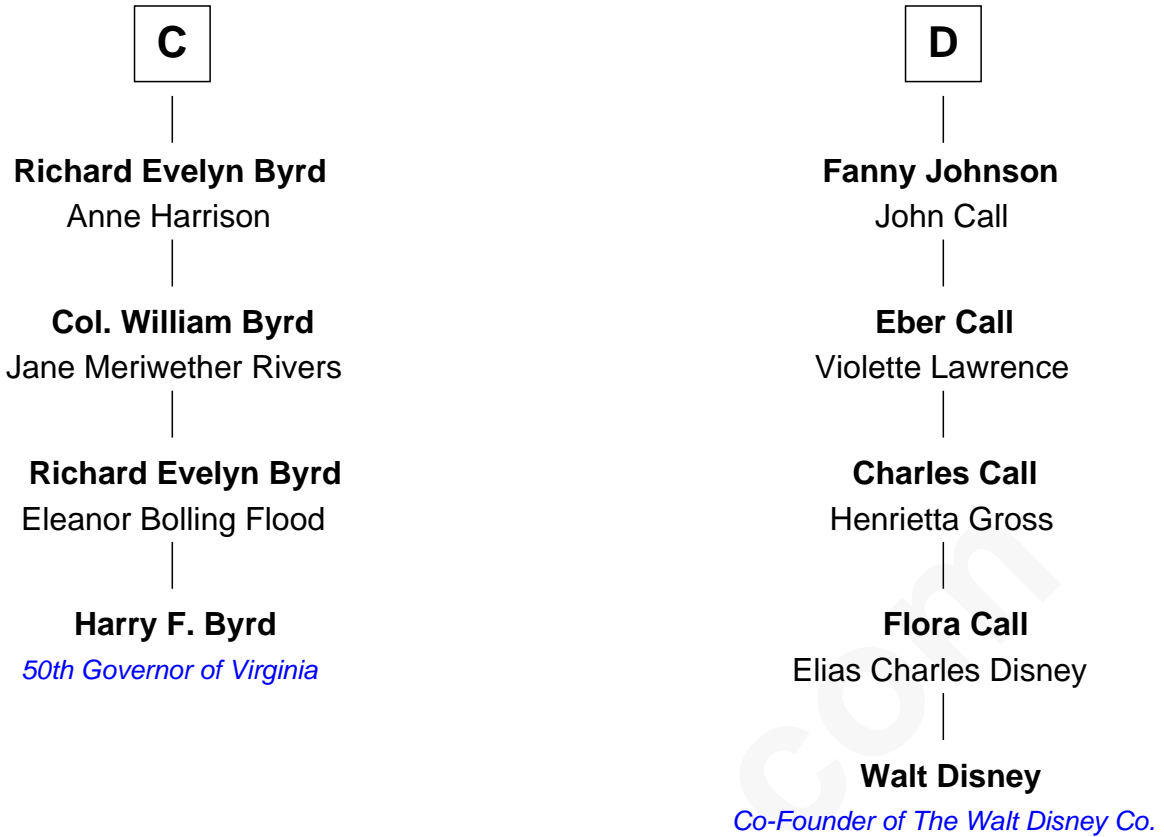 C
Richard Evelyn Byrd
Anne Harrison
Col. William Byrd
Jane Meriwether Rivers
Richard Evelyn Byrd
Eleanor Bolling Flood
Harry F. Byrd
50th Governor of Virginia
D
Fanny Johnson
John Call
Eber Call
Violette Lawrence
Charles Call
Henrietta Gross
Flora Call
Elias Charles Disney
Walt Disney
Co-Founder of The Walt Disney Co.
com